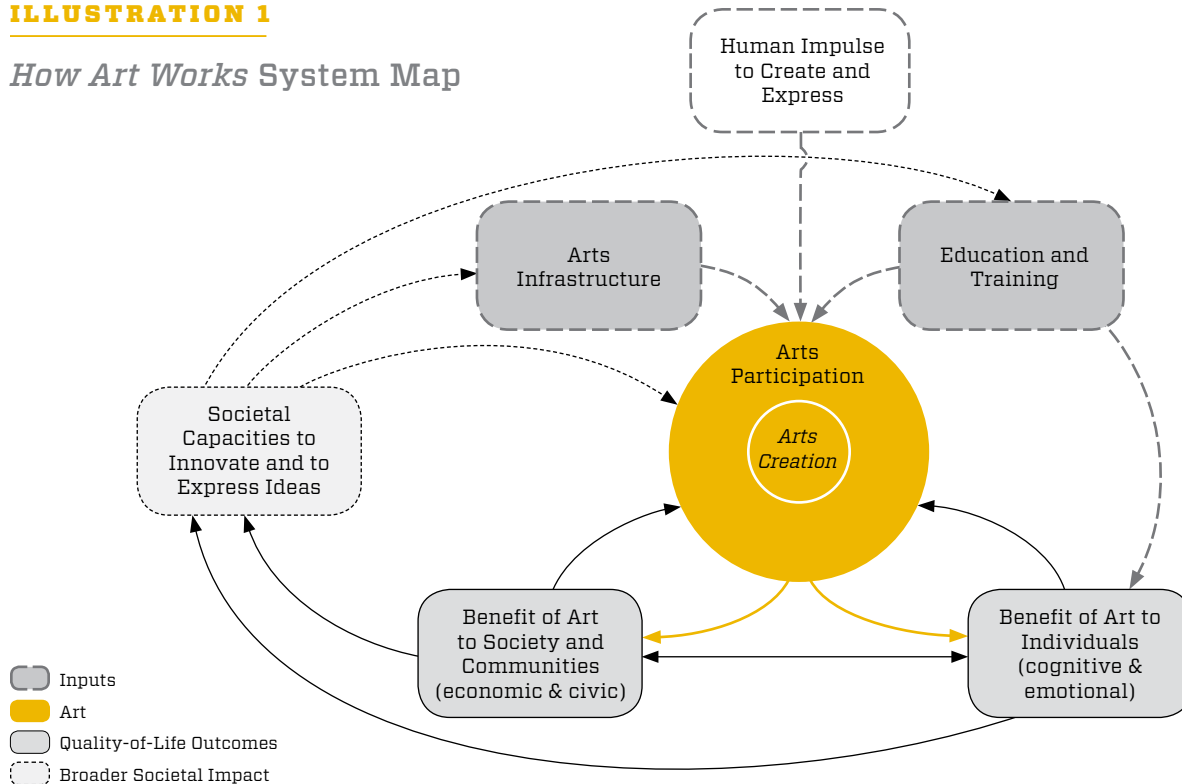 ILLUSTRATION 1
How Art Works System Map
Human Impulse
to Create and
Express
Arts
Infrastructure
Education and
Training
Arts
Participation
Arts
Creation
Societal
Capacities to
Innovate and to
Express Ideas
Benefit of Art
to Society and
Communities
(economic & civic)
Benefit of Art to
Individuals
(cognitive &
emotional)
Inputs
Art
Quality-of-Life Outcomes
Broader Societal Impact